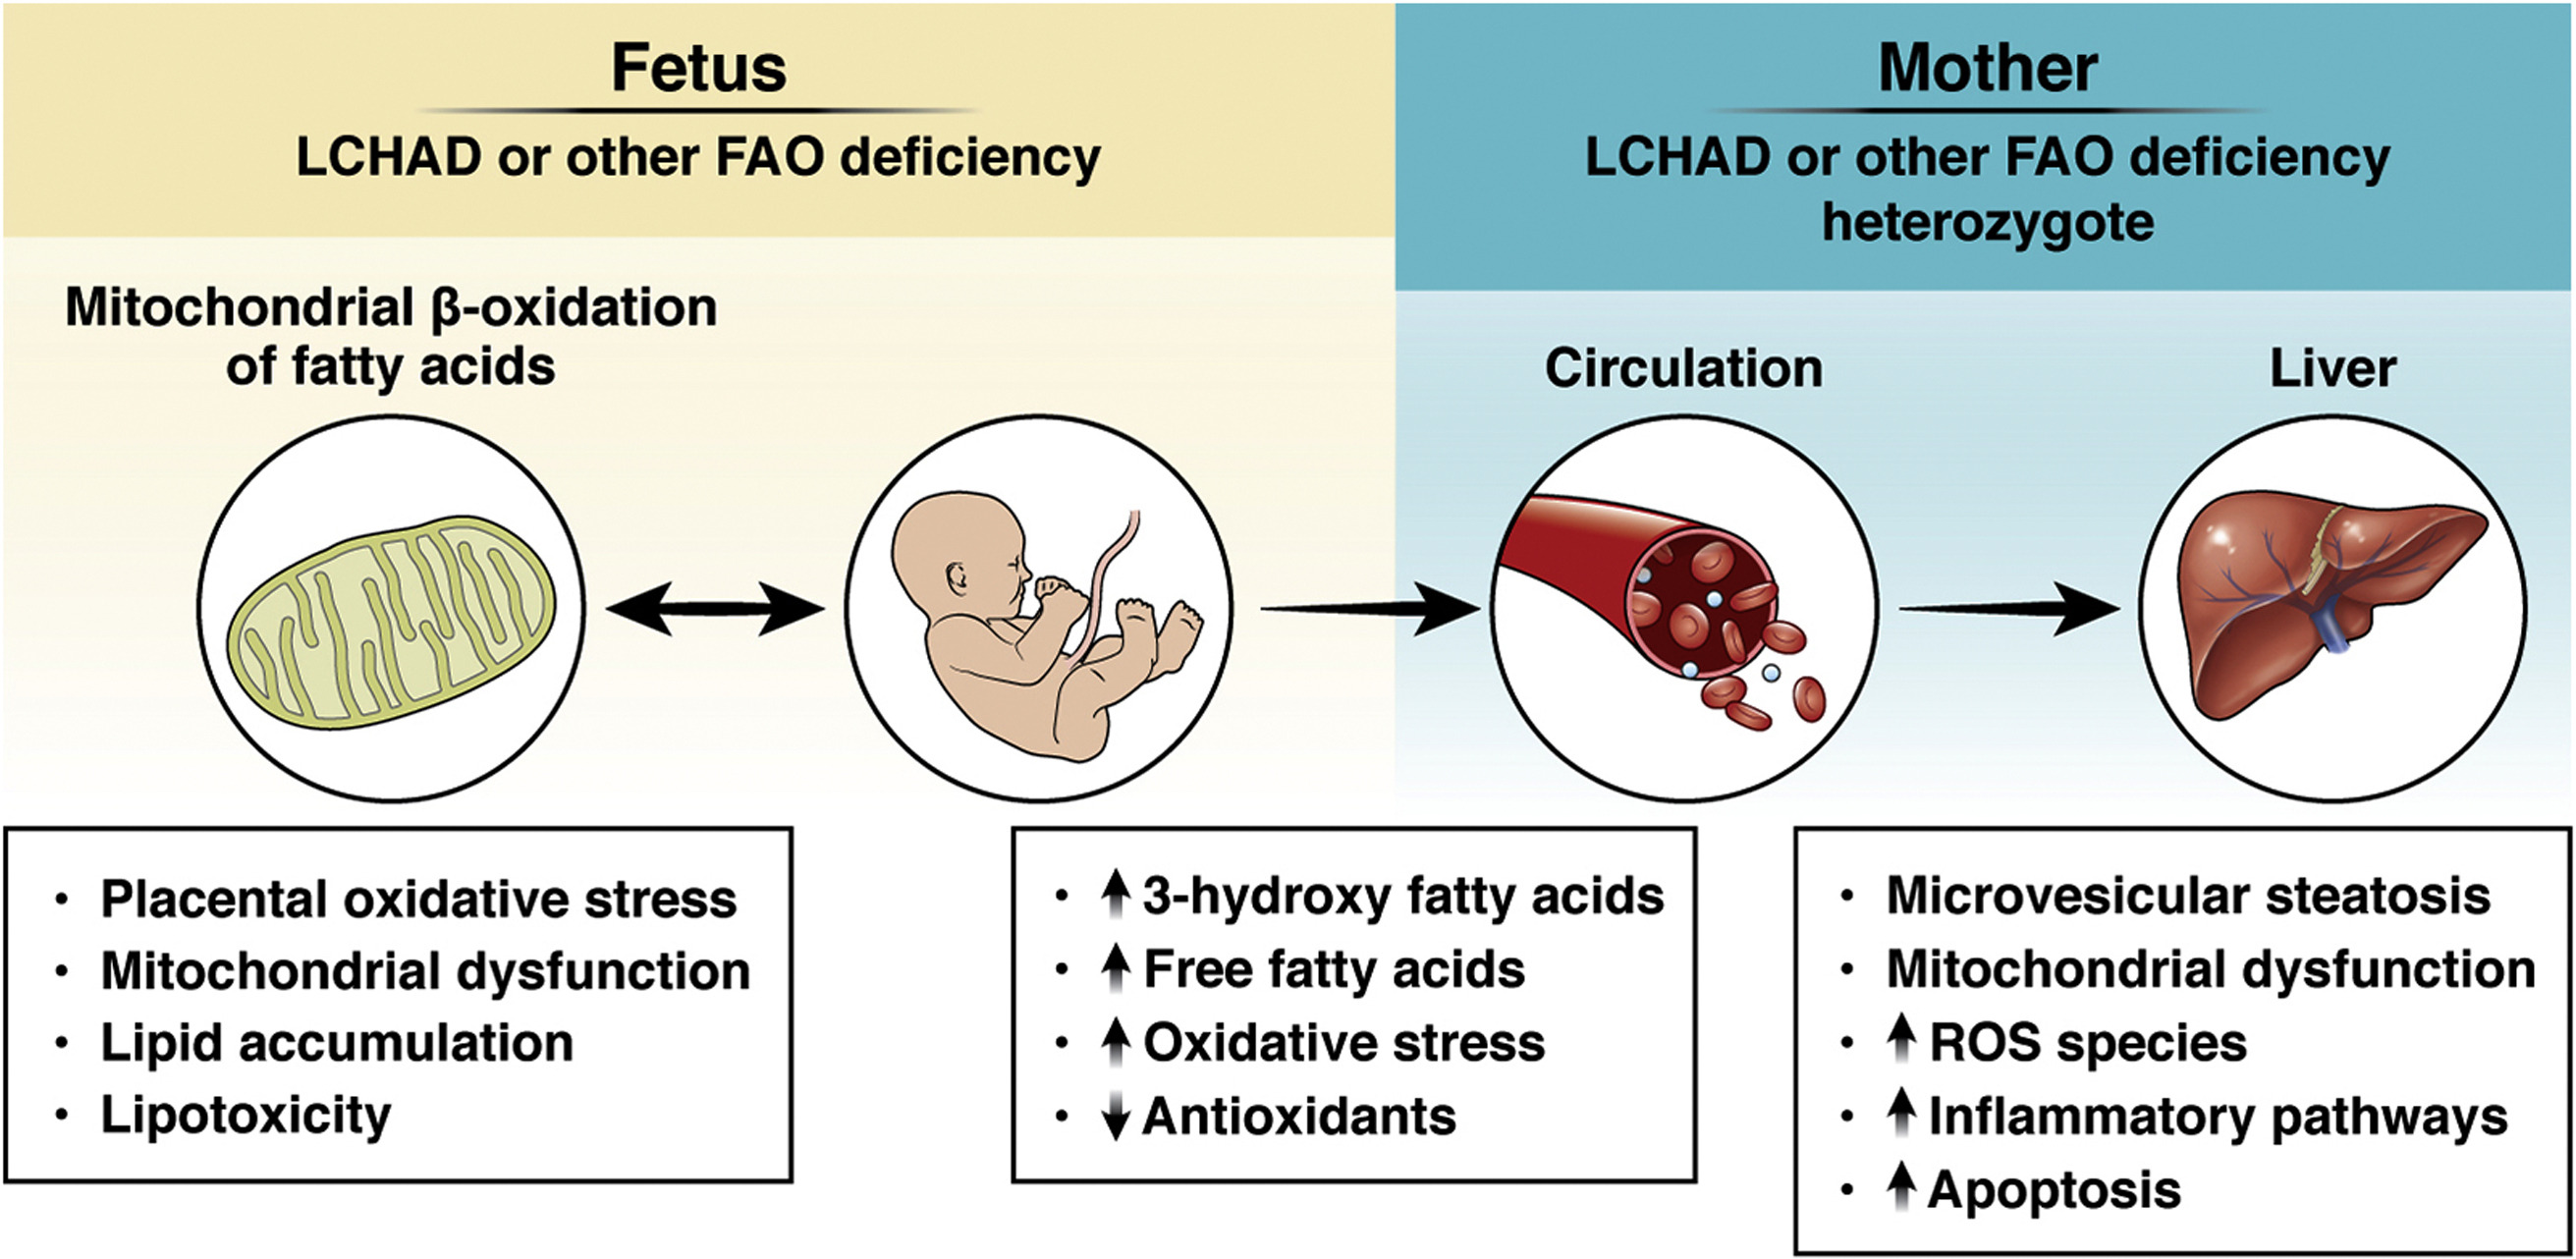 Fetus
LCHAD or other FAO deficiency
Mother
LCHAD or other FAO deficiency
heterozygote
Mitochondrial β-oxidation
of fatty acids
Circulation
Liver
• Placental oxidative stress
• Mitochondrial dysfunction
• Lipid accumulation
• Lipotoxicity
• ↑ 3-hydroxy fatty acids
• ↑ Free fatty acids
• ↑ Oxidative stress
• ↓ Antioxidants
• Microvesicular steatosis
• Mitochondrial dysfunction
• ↑ ROS species
• ↑ Inflammatory pathways
• ↑ Apoptosis